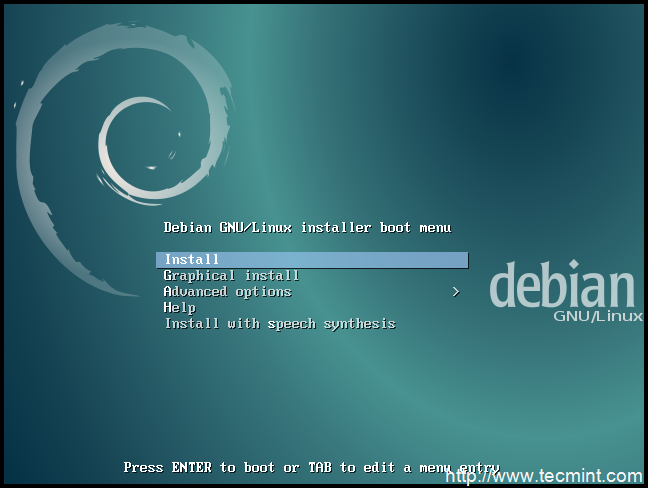 Debian GNU/Linux installer boot menu
Install
Graphical install
Advanced options >
Help
Install with speech synthesis
debian
GNU/Linux
Press ENTER to boot or TAB to edit a menu entry
http://www.tecmint.com